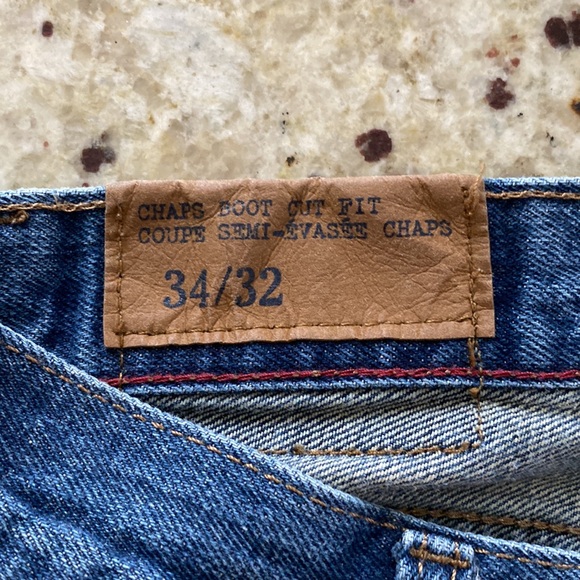 CHAPS BOOT CUT FIT
COUPE SEMI-ÉVASÉE CHAPS
34/32